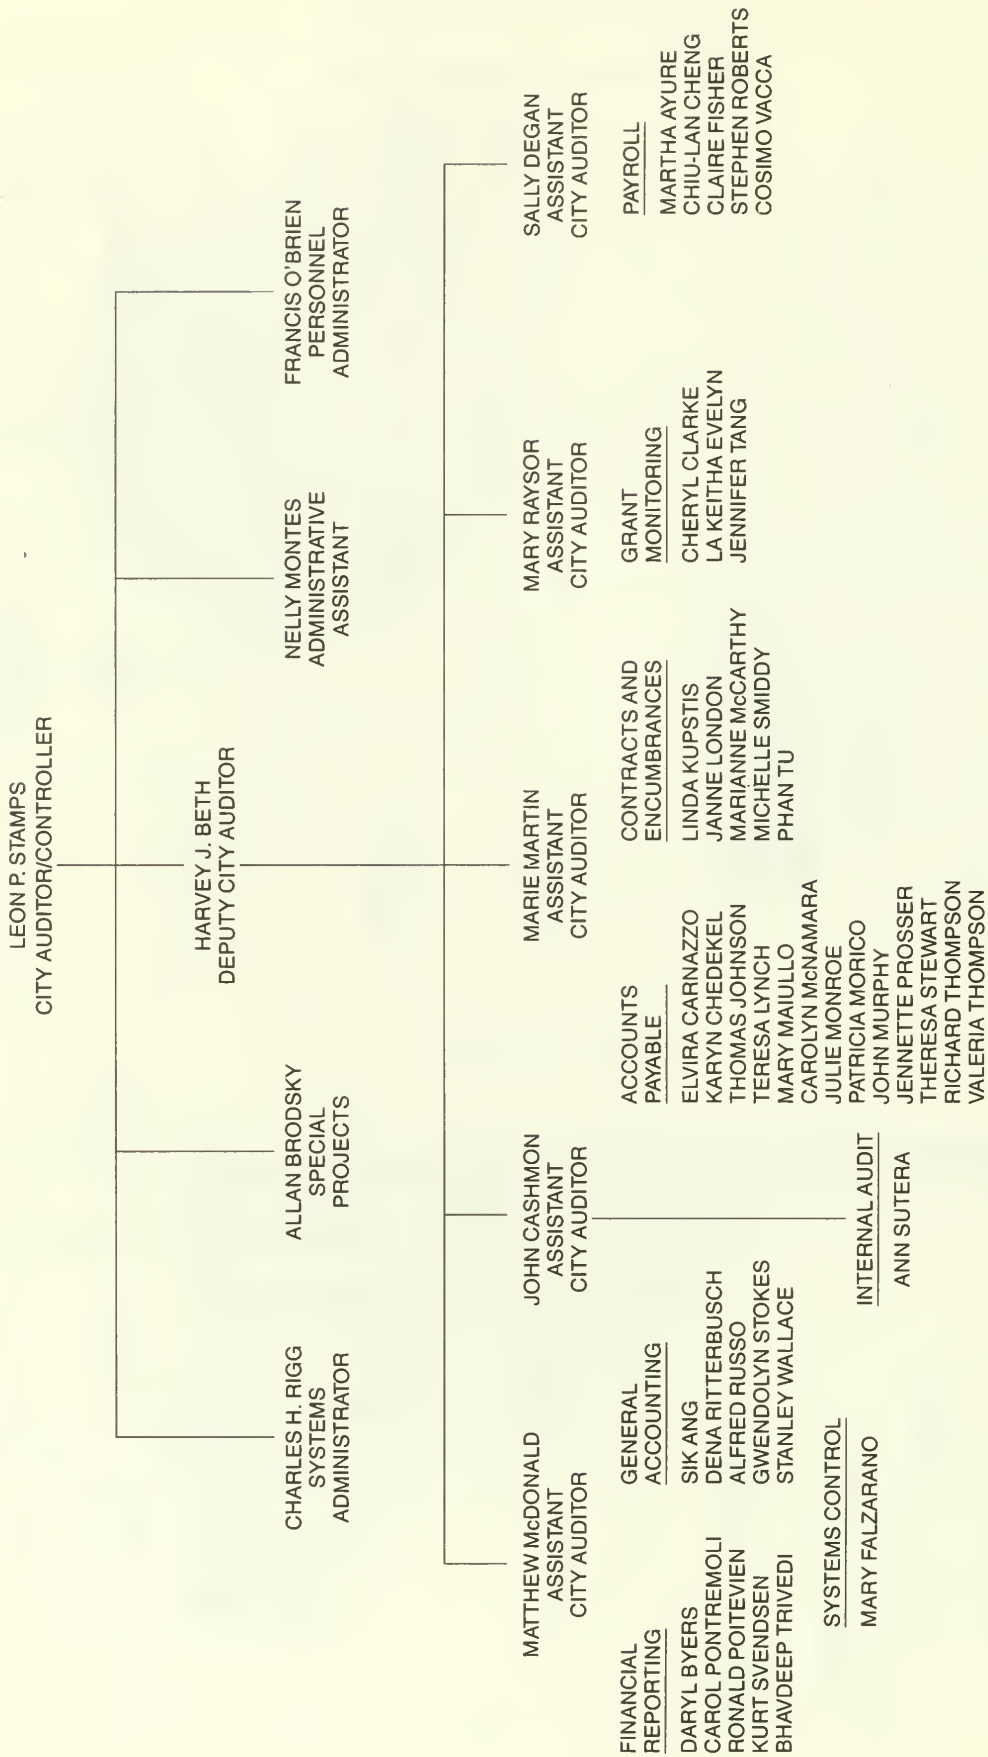 LEON P. STAMPS
CITY AUDITOR/CONTROLLER
HARVEY J. BETH
DEPUTY CITY AUDITOR
CHARLES H. RIGG
SYSTEMS
ADMINISTRATOR
ALLAN BRODSKY
SPECIAL
PROJECTS
NELLY MONTES
ADMINISTRATIVE
ASSISTANT
FRANCIS O'BRIEN
PERSONNEL
ADMINISTRATOR
MATTHEW McDONALD
ASSISTANT
CITY AUDITOR
JOHN CASHMON
ASSISTANT
CITY AUDITOR
MARIE MARTIN
ASSISTANT
CITY AUDITOR
MARY RAYSOR
ASSISTANT
CITY AUDITOR
SALLY DEGAN
ASSISTANT
CITY AUDITOR
FINANCIAL
REPORTING
DARYL BYERS
CAROL PONTREMOLI
RONALD POITEVIEN
KURT SVENDSEN
BHAVDEEP TRIVEDI
GENERAL
ACCOUNTING
SIK ANG
DENA RITTERBUSCH
ALFRED RUSSO
GWENDOLYN STOKES
STANLEY WALLACE
SYSTEMS CONTROL
MARY FALZARANO
INTERNAL AUDIT
ANN SUTERA
ACCOUNTS
PAYABLE
ELVIRA CARNAZZO
KARYN CHEDEKEL
THOMAS JOHNSON
TERESA LYNCH
MARY MAIULLO
CAROLYN McNAMARA
JULIE MONROE
PATRICIA MORICO
JOHN MURPHY
JENNETTE PROSSER
THERESA STEWART
RICHARD THOMPSON
VALERIA THOMPSON
CONTRACTS AND
ENCUMBRANCES
LINDA KUPSTIS
JANNE LONDON
MARIANNE McCARTHY
MICHELLE SMIDDY
PHAN TU
GRANT
MONITORING
CHERYL CLARKE
LA KEITHA EVELYN
JENNIFER TANG
PAYROLL
MARTHA AYURE
CHIU-LAN CHENG
CLAIRE FISHER
STEPHEN ROBERTS
COSIMO VACCA